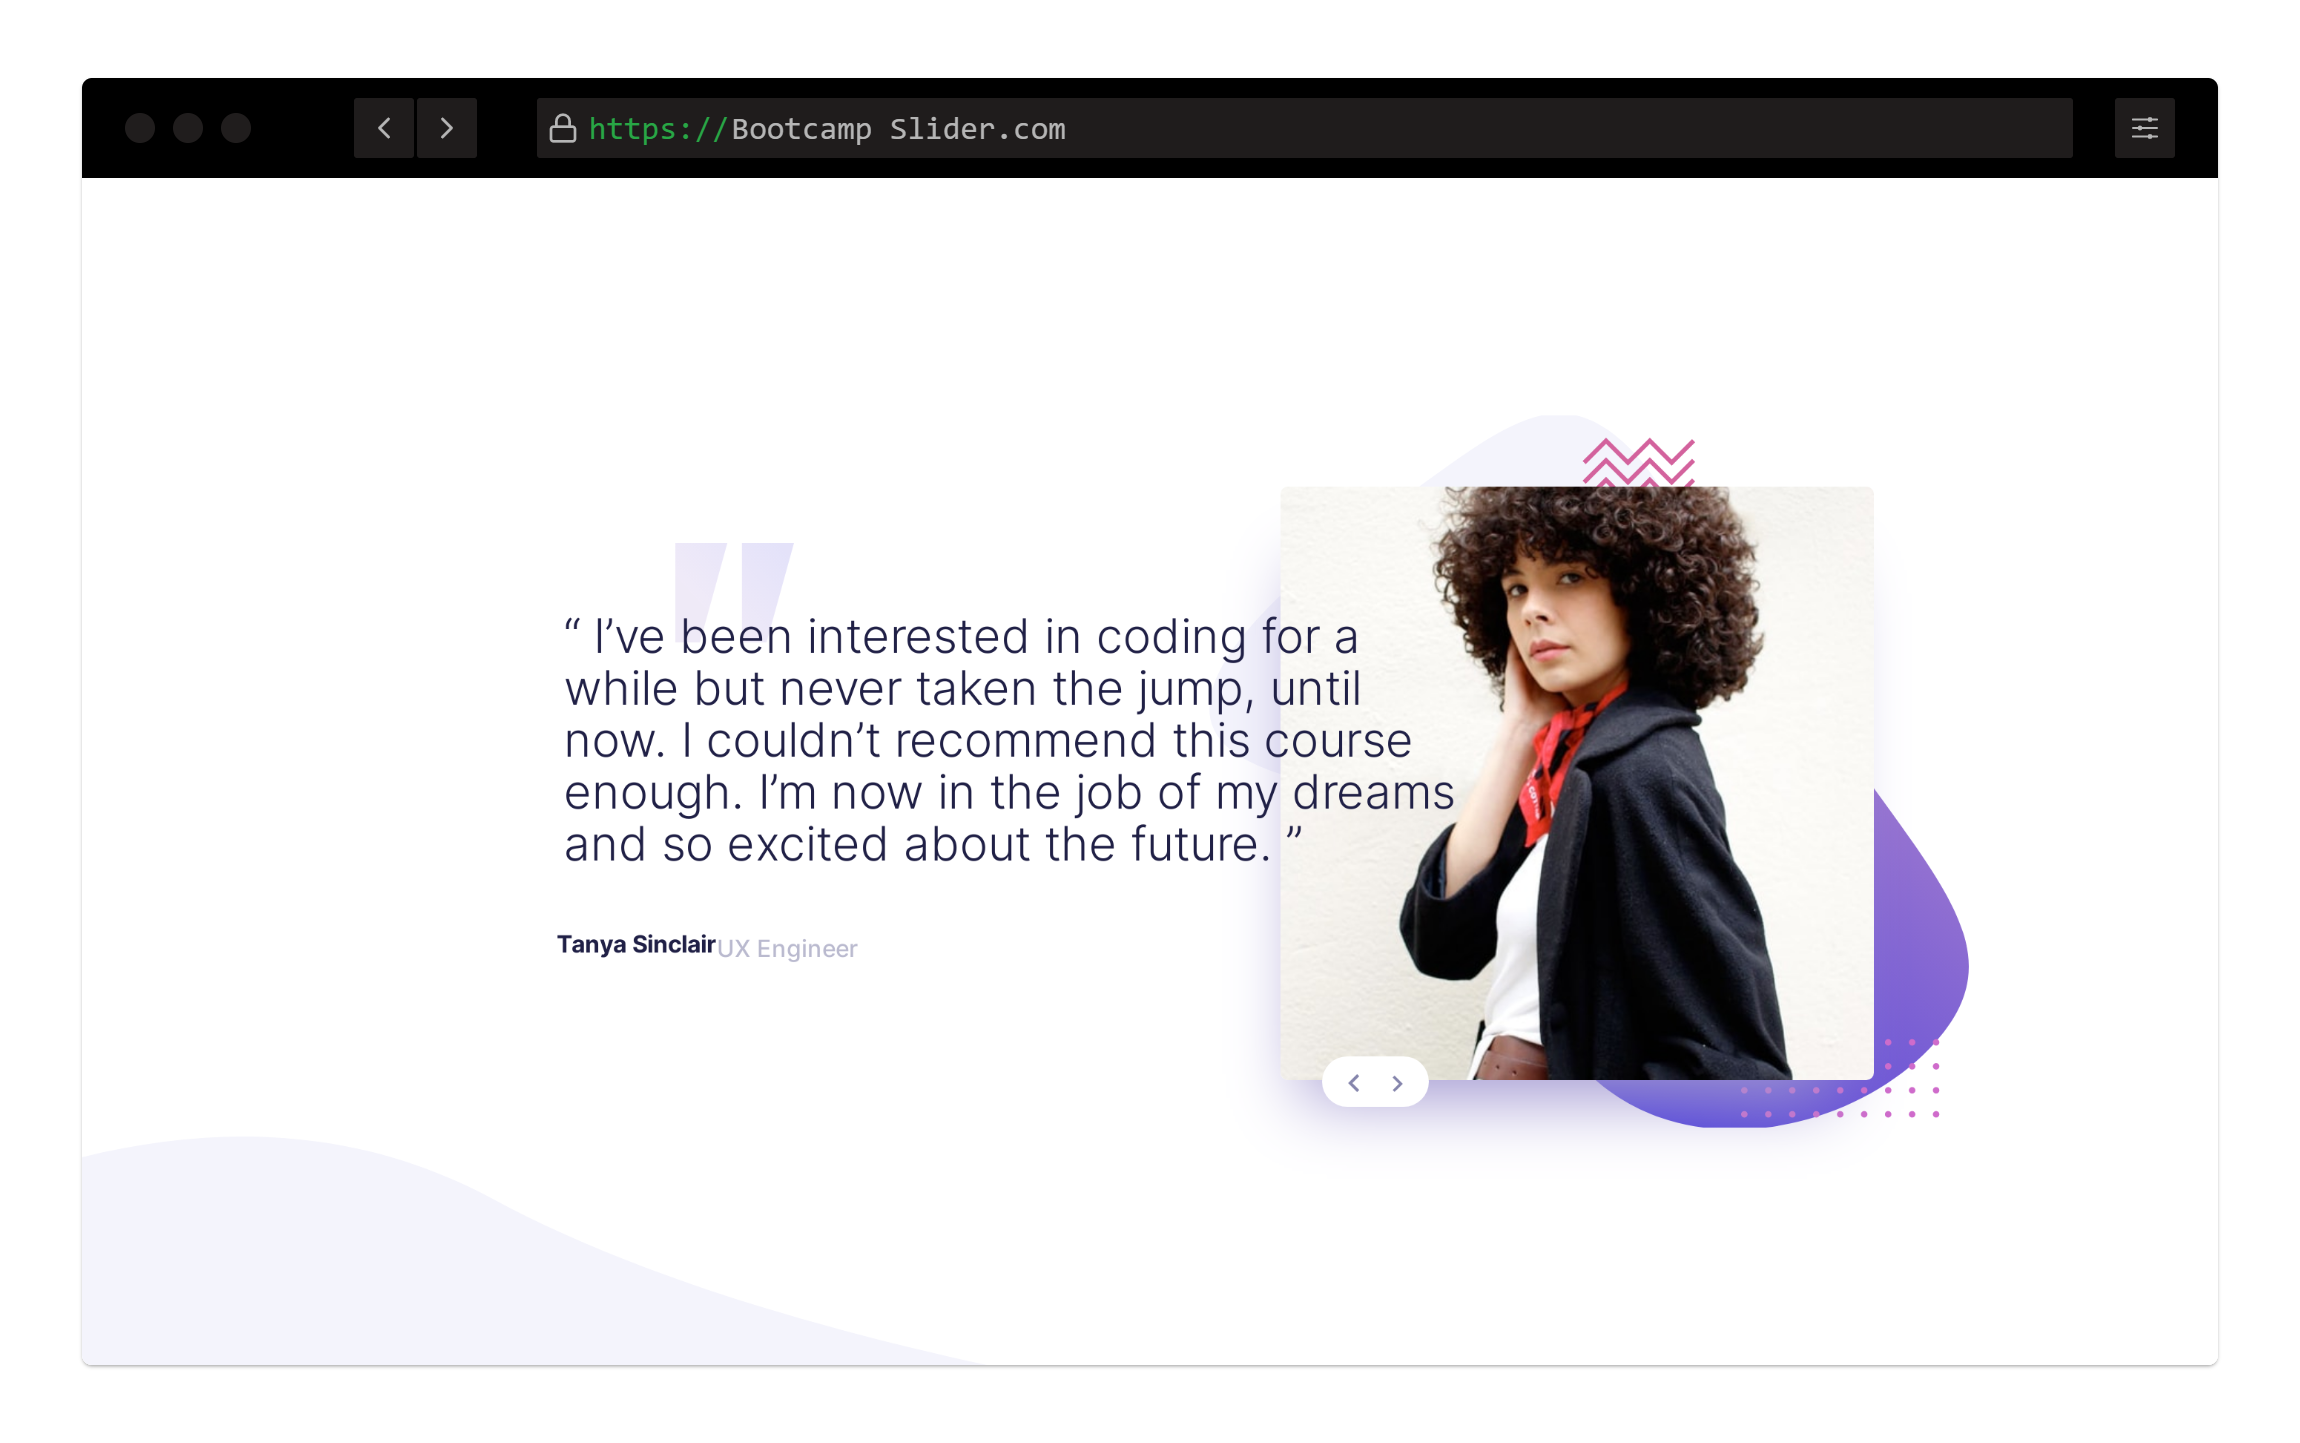 https://Bootcamp Slider.com
“ I’ve been interested in coding for a
while but never taken the jump, until
now. I couldn’t recommend this course
enough. I’m now in the job of my dreams
and so excited about the future. ”
Tanya Sinclair UX Engineer